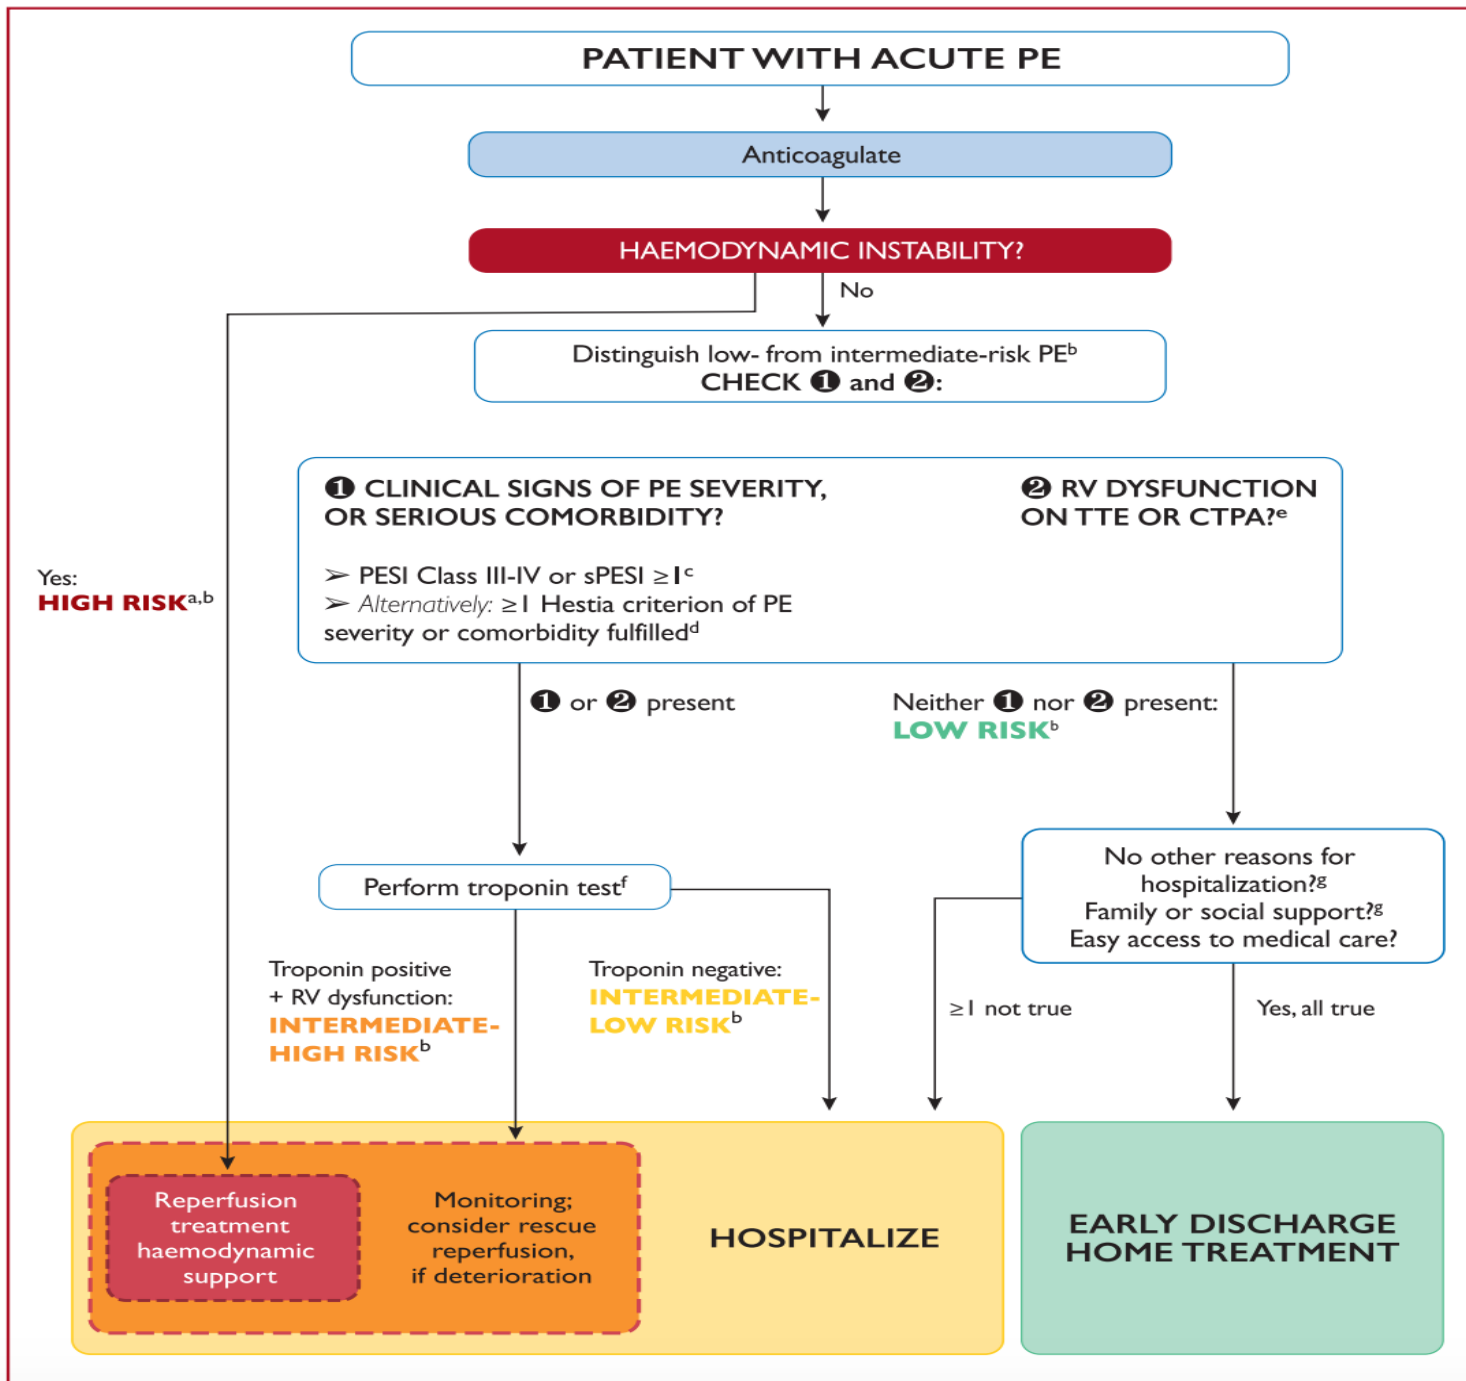 PATIENT WITH ACUTE PE
Anticoagulate
HAEMODYNAMIC INSTABILITY?
No
Distinguish low- from intermediate-risk PEᵇ
CHECK ❶ and ❷:
❶ CLINICAL SIGNS OF PE SEVERITY,
OR SERIOUS COMORBIDITY?
➢ PESI Class III-IV or sPESI ≥1ᶜ
➢ Alternatively: ≥1 Hestia criterion of PE
severity or comorbidity fulfilledᵈ
❷ RV DYSFUNCTION
ON TTE OR CTPA?ᵉ
Yes:
HIGH RISKᵃ,ᵇ
❶ or ❷ present
Neither ❶ nor ❷ present:
LOW RISKᵇ
Perform troponin testᶠ
No other reasons for
hospitalization?ᵍ
Family or social support?ᵍ
Easy access to medical care?
Troponin positive
+ RV dysfunction:
INTERMEDIATE-
HIGH RISKᵇ
Troponin negative:
INTERMEDIATE-
LOW RISKᵇ
≥1 not true
Yes, all true
Reperfusion
treatment
haemodynamic
support
Monitoring;
consider rescue
reperfusion,
if deterioration
HOSPITALIZE
EARLY DISCHARGE
HOME TREATMENT